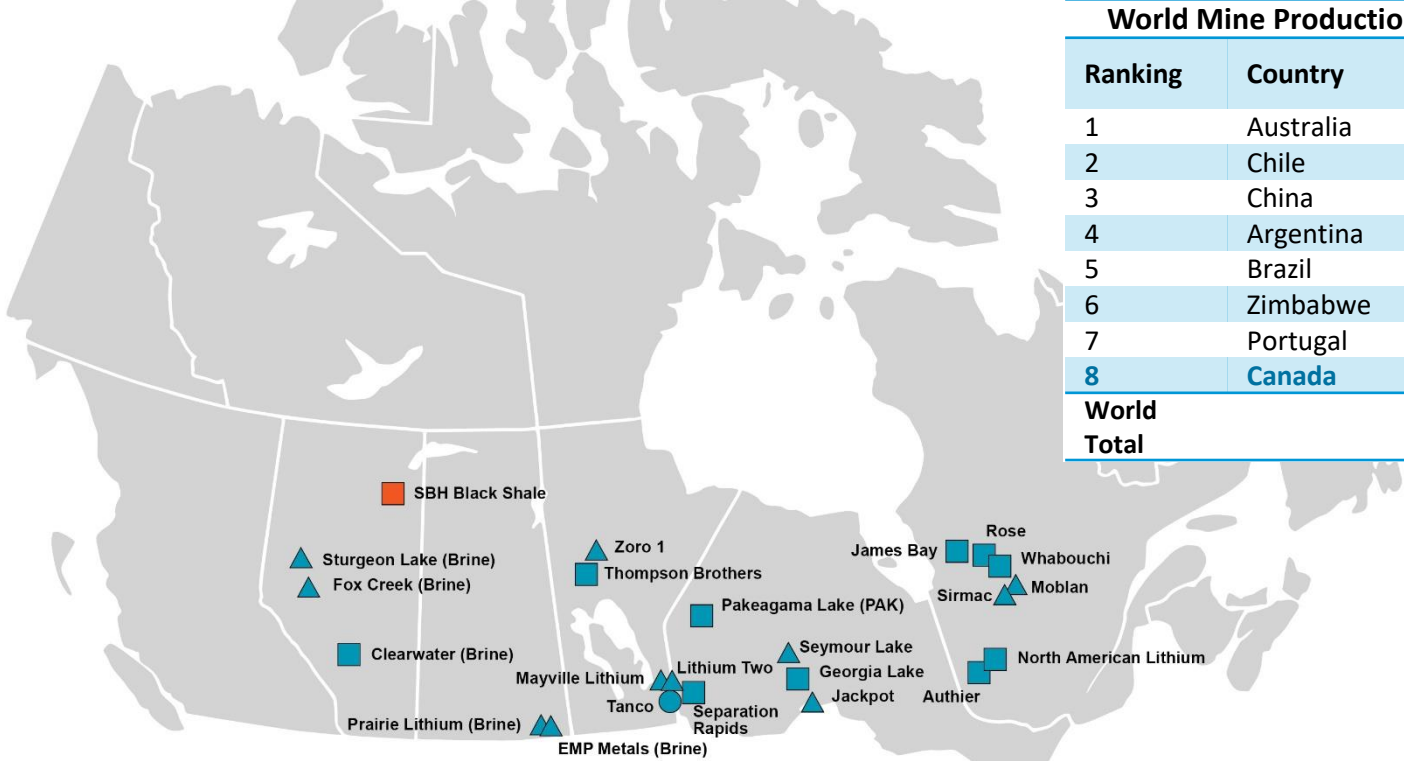 World Mine Productio
Ranking Country
1 Australia
2 Chile
3 China
4 Argentina
5 Brazil
6 Zimbabwe
7 Portugal
8 Canada
World
Total
SBH Black Shale
Sturgeon Lake (Brine)
Fox Creek (Brine)
Clearwater (Brine)
Prairie Lithium (Brine)
EMP Metals (Brine)
Zoro 1
Thompson Brothers
Pakeagama Lake (PAK)
Mayville Lithium
Lithium Two
Tanco
Separation
Rapids
Seymour Lake
Georgia Lake
Jackpot
James Bay
Rose
Whabouchi
Moblan
Sirmac
North American Lithium
Authier